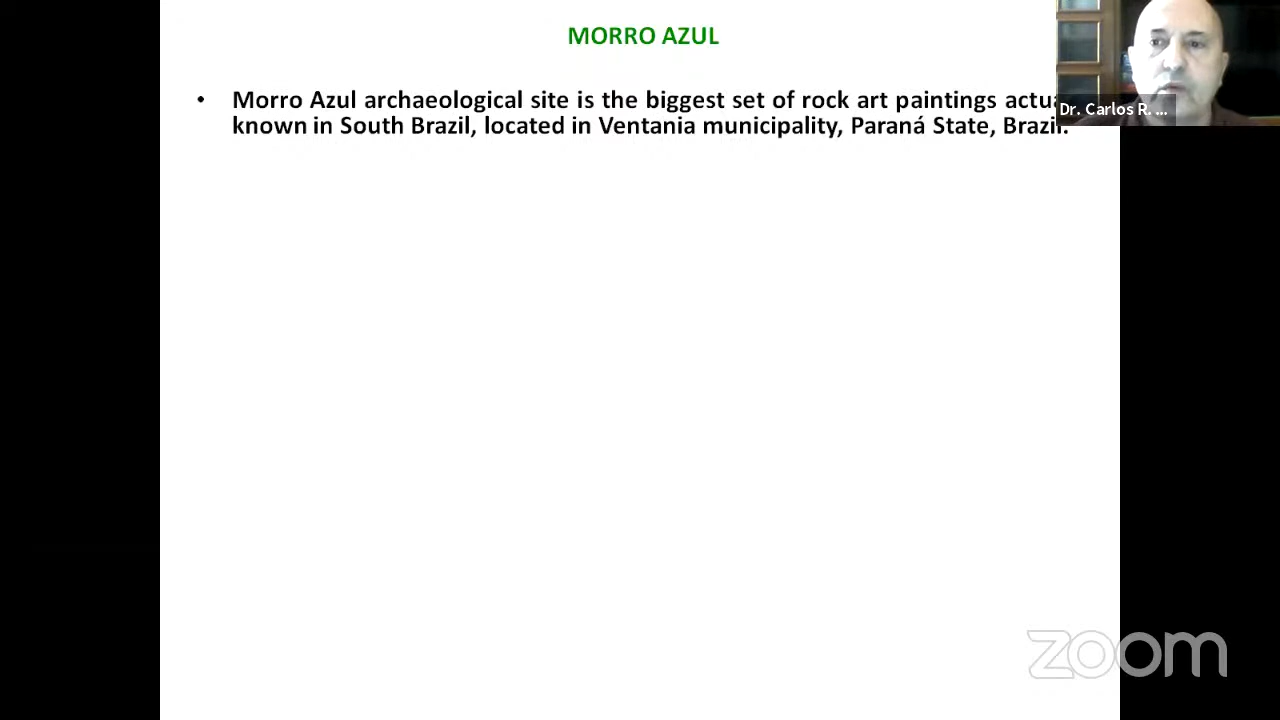 MORRO AZUL
• Morro Azul archaeological site is the biggest set of rock art paintings
known in South Brazil, located in Ventania municipality, Paraná State, Brazil.
Dr. Carlos R. ...
zoom